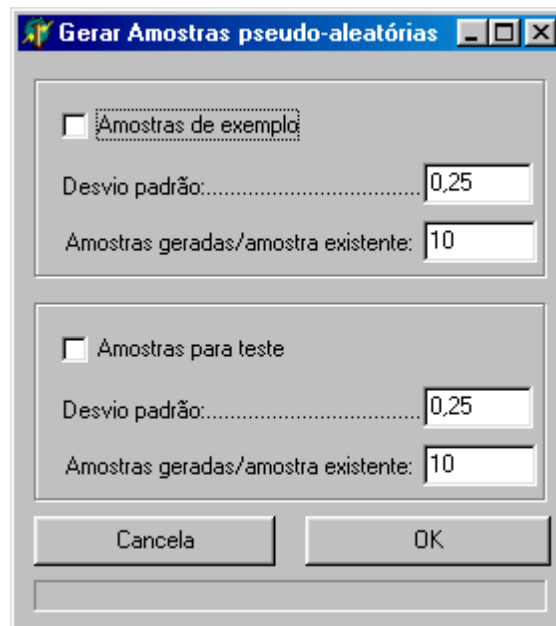 Gerar Amostras pseudo-aleatórias
Amostras de exemplo
Desvio padrão:.................................... 0,25
Amostras geradas/amostra existente: 10
Amostras para teste
Desvio padrão:.................................... 0,25
Amostras geradas/amostra existente: 10
Cancela OK